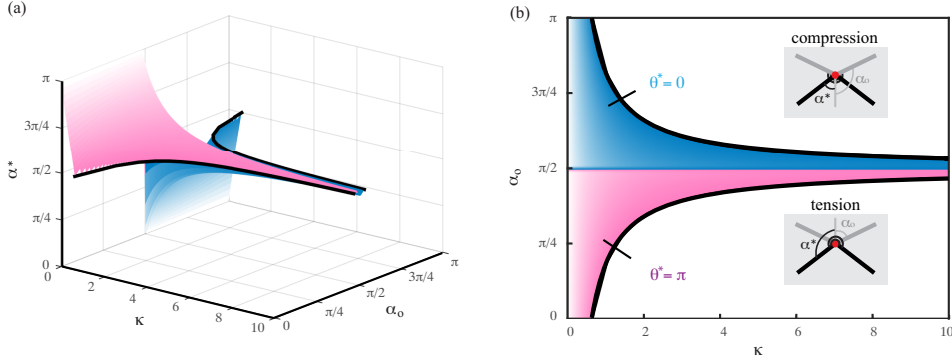 (a)
π
3π/4
π/2
π/4
0
α*
0
2
4
6
8
10
κ
0
π/4
π/2
3π/4
π
αₒ
(b)
π
3π/4
π/2
π/4
0
αₒ
0
2
4
6
8
10
κ
θ*= 0
compression
α*
αₒ
tension
αₒ
α*
θ*= π